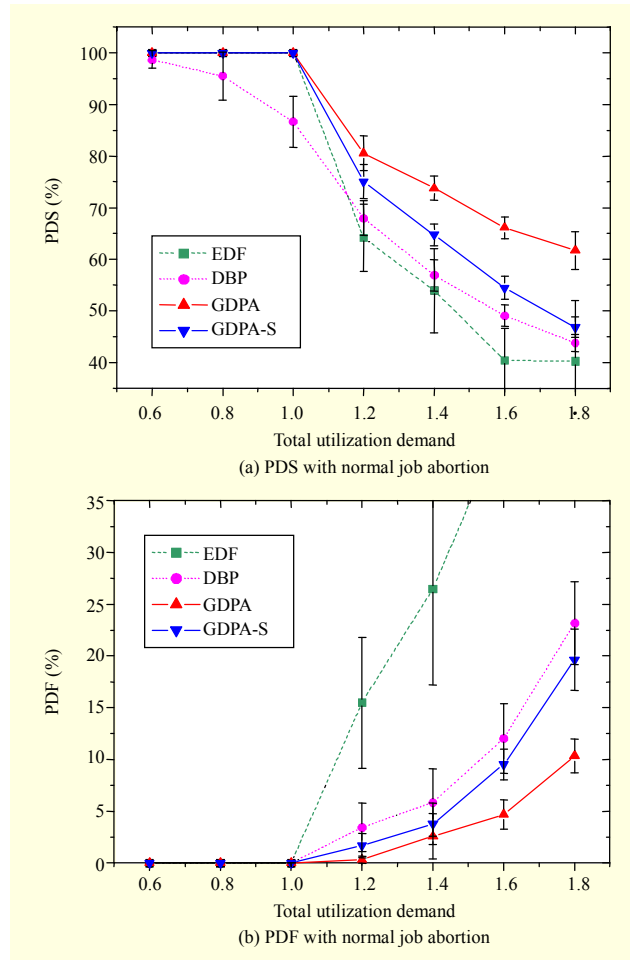 100
90
80
70
60
50
40
PDS (%)
EDF
DBP
GDPA
GDPA-S
0.6 0.8 1.0 1.2 1.4 1.6 1.8
Total utilization demand
(a) PDS with normal job abortion
35
30
25
20
15
10
5
0
PDF (%)
EDF
DBP
GDPA
GDPA-S
0.6 0.8 1.0 1.2 1.4 1.6 1.8
Total utilization demand
(b) PDF with normal job abortion